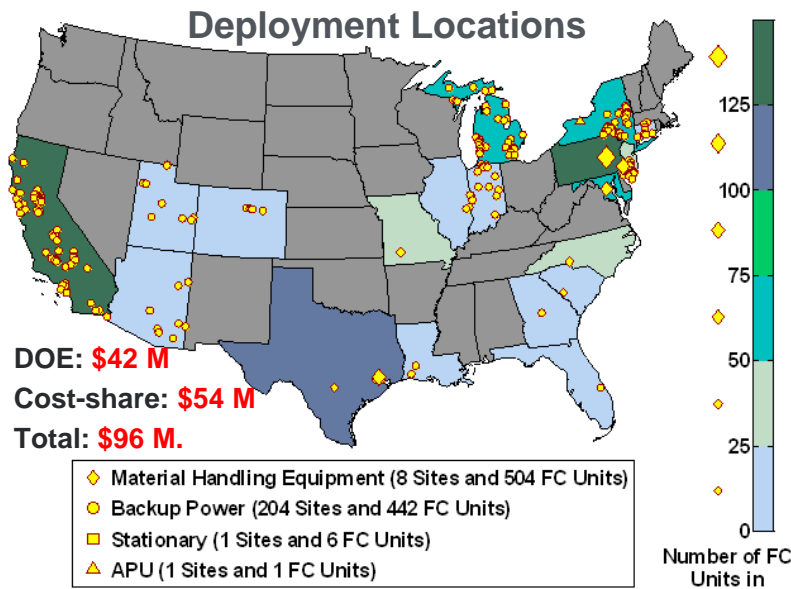 Deployment Locations
DOE: $42 M
Cost-share: $54 M
Total: $96 M.
Material Handling Equipment (8 Sites and 504 FC Units)
Backup Power (204 Sites and 442 FC Units)
Stationary (1 Sites and 6 FC Units)
APU (1 Sites and 1 FC Units)
125
100
75
50
25
0
Number of FC
Units in